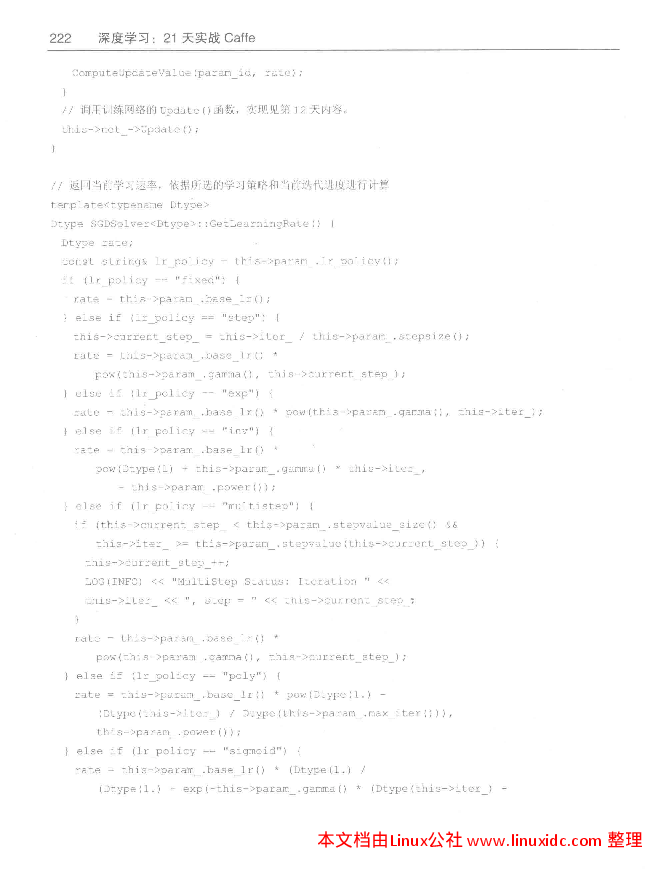 222 深度学习：21 天实战 Caffe
ComputeUpdateValue(param_id, rate);
}
// 调用训练网络的 Update()函数，实现见第 12 天内容。
this->net_->Update();
}
// 返回当前学习速率，依据所选的学习策略和当前迭代进度进行计算
template<typename Dtype>
Dtype SGDSolver<Dtype>::GetLearningRate() {
Dtype rate;
const string& lr_policy = this->param_.lr_policy();
if (lr_policy == "fixed") {
rate = this->param_.base_lr();
} else if (lr_policy == "step") {
this->current_step_ = this->iter_ / this->param_.stepsize();
rate = this->param_.base_lr() *
pow(this->param_.gamma(), this->current_step_);
} else if (lr_policy == "exp") {
rate = this->param_.base_lr() * pow(this->param_.gamma(), this->iter_);
} else if (lr_policy == "inv") {
rate = this->param_.base_lr() *
pow(Dtype(1) + this->param_.gamma() * this->iter_,
- this->param_.power());
} else if (lr_policy == "multistep") {
if (this->current_step_ < this->param_.stepvalue_size() &&
this->iter_ >= this->param_.stepvalue(this->current_step_)) {
this->current_step_++;
LOG(INFO) << "MultiStep Status: Iteration " <<
this->iter_ << ", step = " << this->current_step_;
}
rate = this->param_.base_lr() *
pow(this->param_.gamma(), this->current_step_);
} else if (lr_policy == "poly") {
rate = this->param_.base_lr() * pow(Dtype(1.) -
(Dtype(this->iter_) / Dtype(this->param_.max_iter())),
this->param_.power());
} else if (lr_policy == "sigmoid") {
rate = this->param_.base_lr() * (Dtype(1.) /
(Dtype(1.) + exp(-this->param_.gamma() * (Dtype(this->iter_) -
本文档由Linux公社 www.linuxidc.com 整理